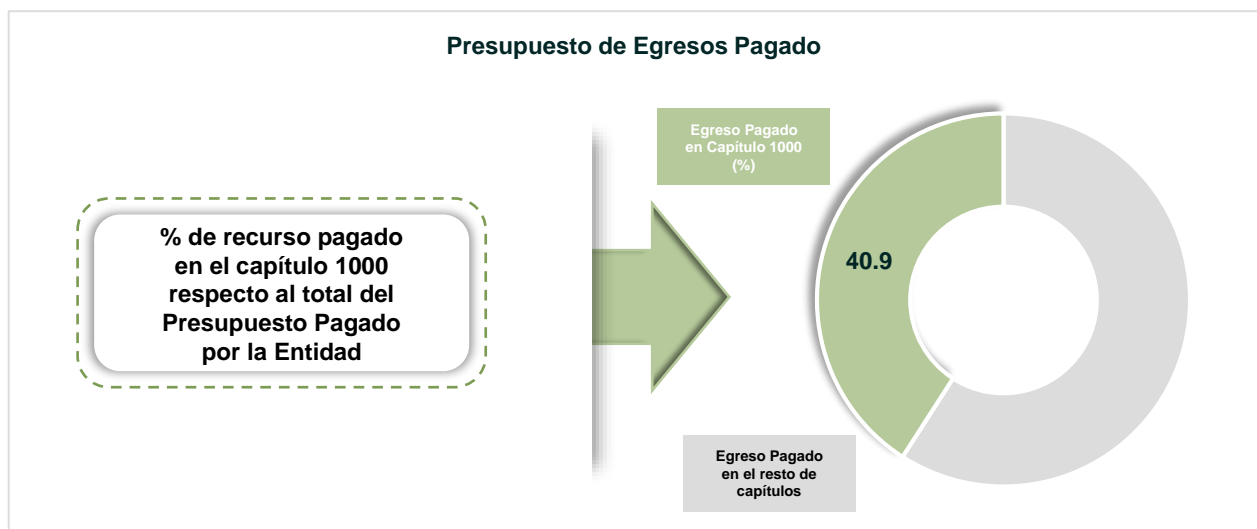 Presupuesto de Egresos Pagado
% de recurso pagado
en el capítulo 1000
respecto al total del
Presupuesto Pagado
por la Entidad
Egreso Pagado
en Capítulo 1000
(%)
40.9
Egreso Pagado
en el resto de
capítulos